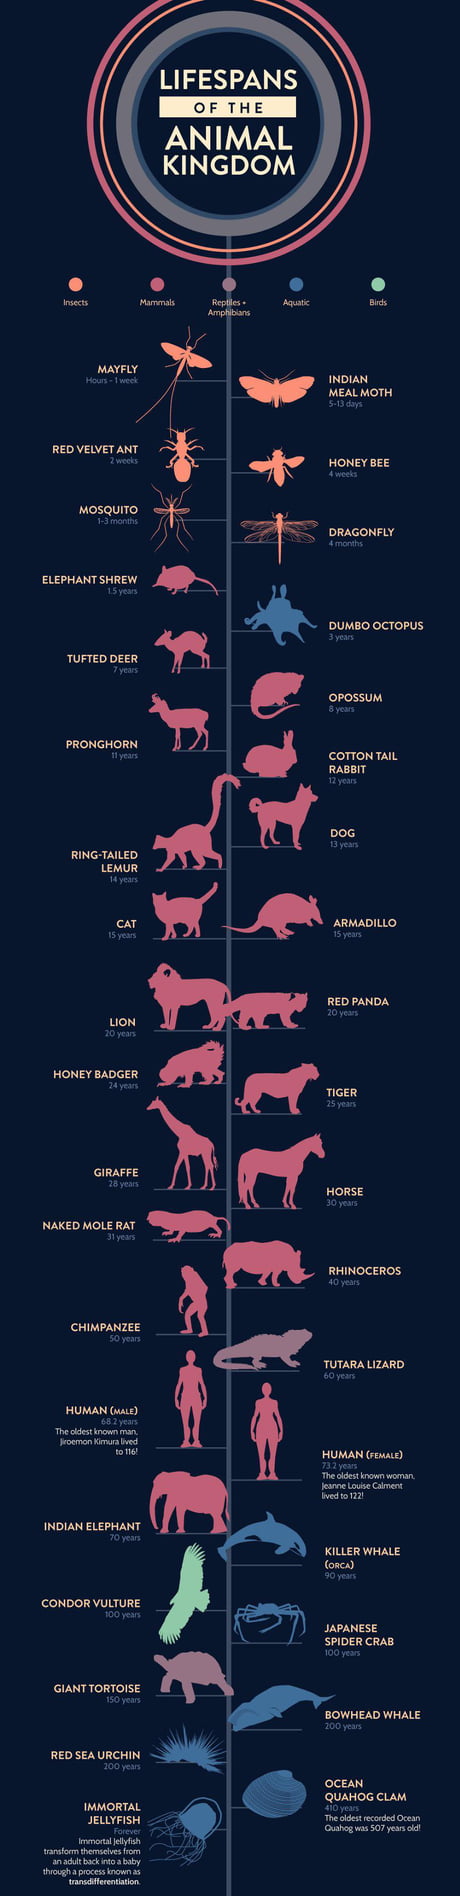 LIFESPANS
OF THE
ANIMAL
KINGDOM
Insects
Mammals
Reptiles +
Amphibians
Aquatic
Birds
MAYFLY
Hours - 1 week
INDIAN
MEAL MOTH
5-13 days
RED VELVET ANT
2 weeks
HONEY BEE
4 weeks
MOSQUITO
1-3 months
DRAGONFLY
4 months
ELEPHANT SHREW
1.5 years
DUMBO OCTOPUS
3 years
TUFTED DEER
7 years
OPOSSUM
8 years
PRONGHORN
11 years
COTTON TAIL
RABBIT
12 years
DOG
13 years
RING-TAILED
LEMUR
14 years
CAT
15 years
ARMADILLO
15 years
LION
20 years
RED PANDA
20 years
HONEY BADGER
24 years
TIGER
25 years
GIRAFFE
28 years
HORSE
30 years
NAKED MOLE RAT
31 years
RHINOCEROS
40 years
CHIMPANZEE
50 years
TUTARA LIZARD
60 years
HUMAN (MALE)
68.2 years
The oldest known man,
Jiroemon Kimura lived
to 116!
HUMAN (FEMALE)
73.2 years
The oldest known woman,
Jeanne Louise Calment
lived to 122!
INDIAN ELEPHANT
70 years
KILLER WHALE
(ORCA)
90 years
CONDOR VULTURE
100 years
JAPANESE
SPIDER CRAB
100 years
GIANT TORTOISE
150 years
BOWHEAD WHALE
200 years
RED SEA URCHIN
200 years
OCEAN
QUAHOG CLAM
410 years
The oldest recorded Ocean
Quahog was 507 years old!
IMMORTAL
JELLYFISH
Forever
Immortal Jellyfish
transform themselves from
an adult back into a baby
through a process known as
transdifferentiation.